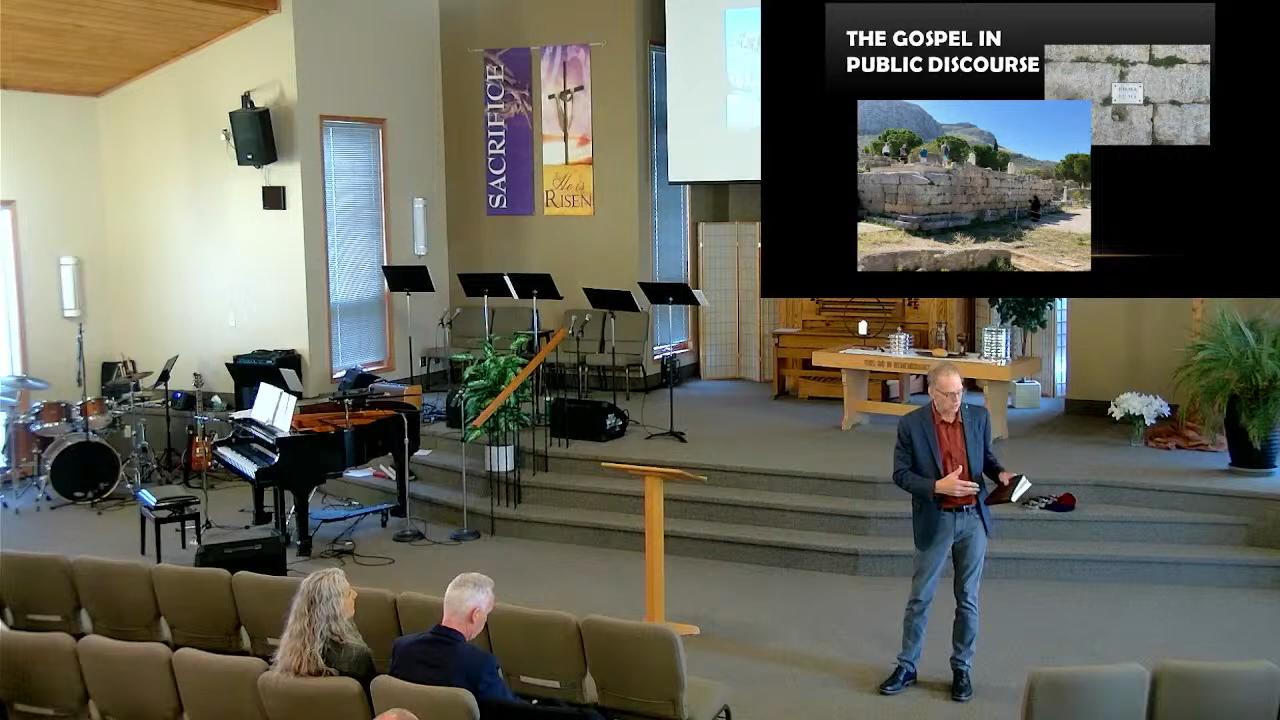 THE GOSPEL IN
PUBLIC DISCOURSE
SACRIFICE
He is
RISEN